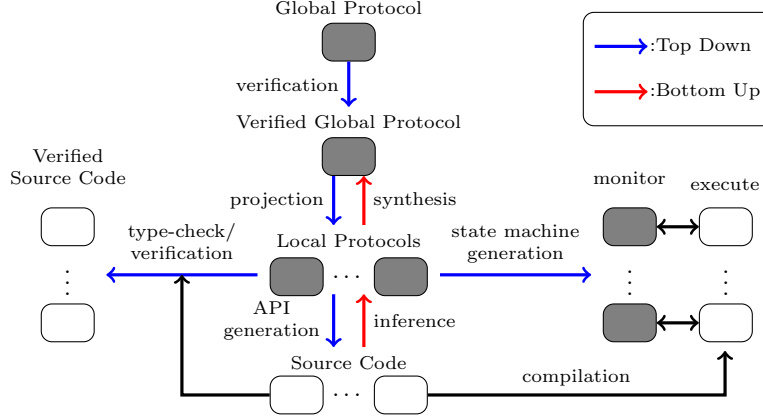 Global Protocol
:Top Down
verification
:Bottom Up
Verified Global Protocol
Verified
Source Code
projection
synthesis
monitor
execute
type-check/
verification
Local Protocols
state machine
generation
...
API
generation
inference
Source Code
...
compilation